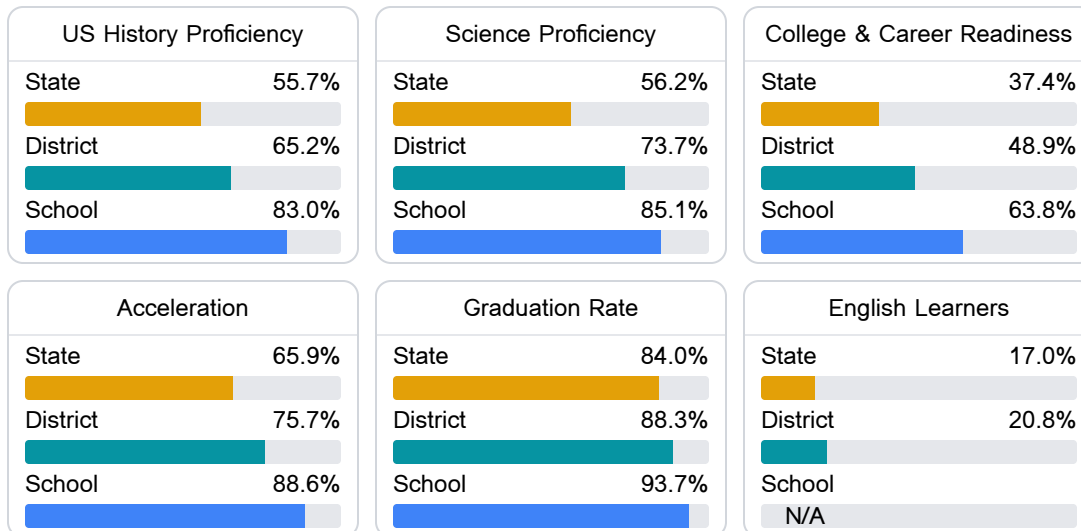 US History Proficiency
State 55.7%
District 65.2%
School 83.0%
Science Proficiency
State 56.2%
District 73.7%
School 85.1%
College & Career Readiness
State 37.4%
District 48.9%
School 63.8%
Acceleration
State 65.9%
District 75.7%
School 88.6%
Graduation Rate
State 84.0%
District 88.3%
School 93.7%
English Learners
State 17.0%
District 20.8%
School
N/A